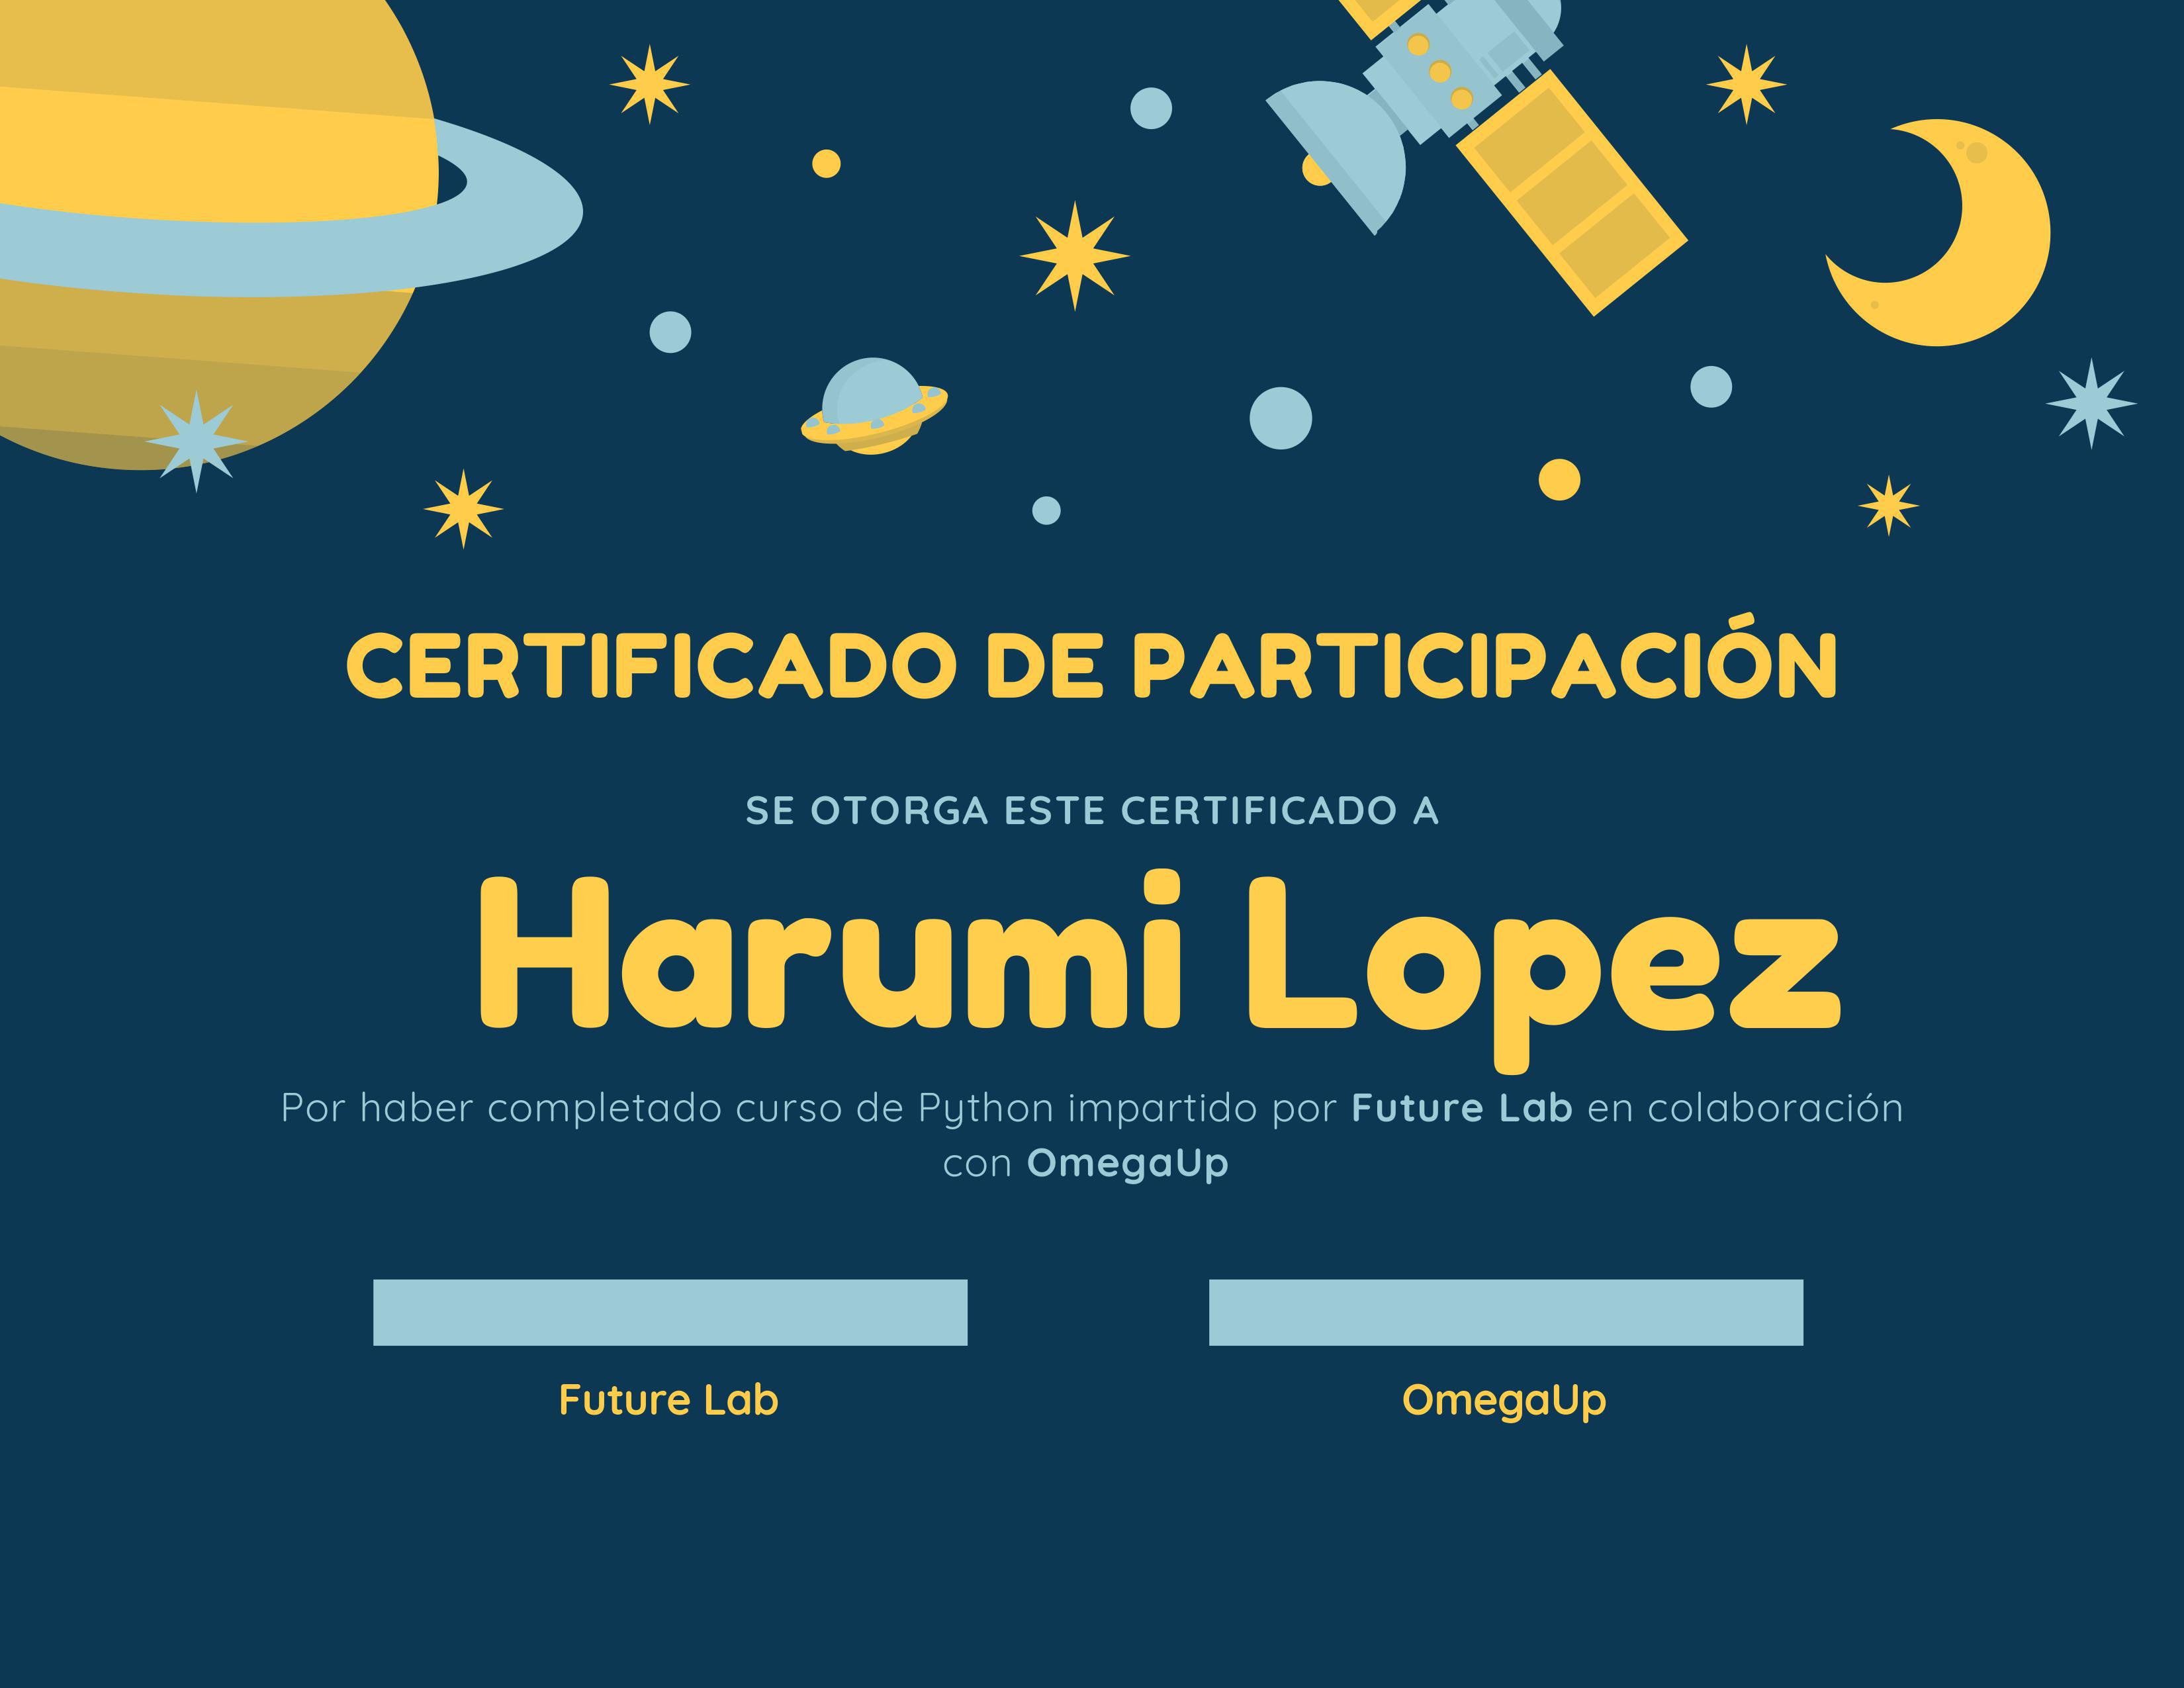 CERTIFICADO DE PARTICIPACIÓN
SE OTORGA ESTE CERTIFICADO A
Harumi Lopez
Por haber completado curso de Python impartido por Future Lab en colaboración
con OmegaUp
Future Lab
OmegaUp